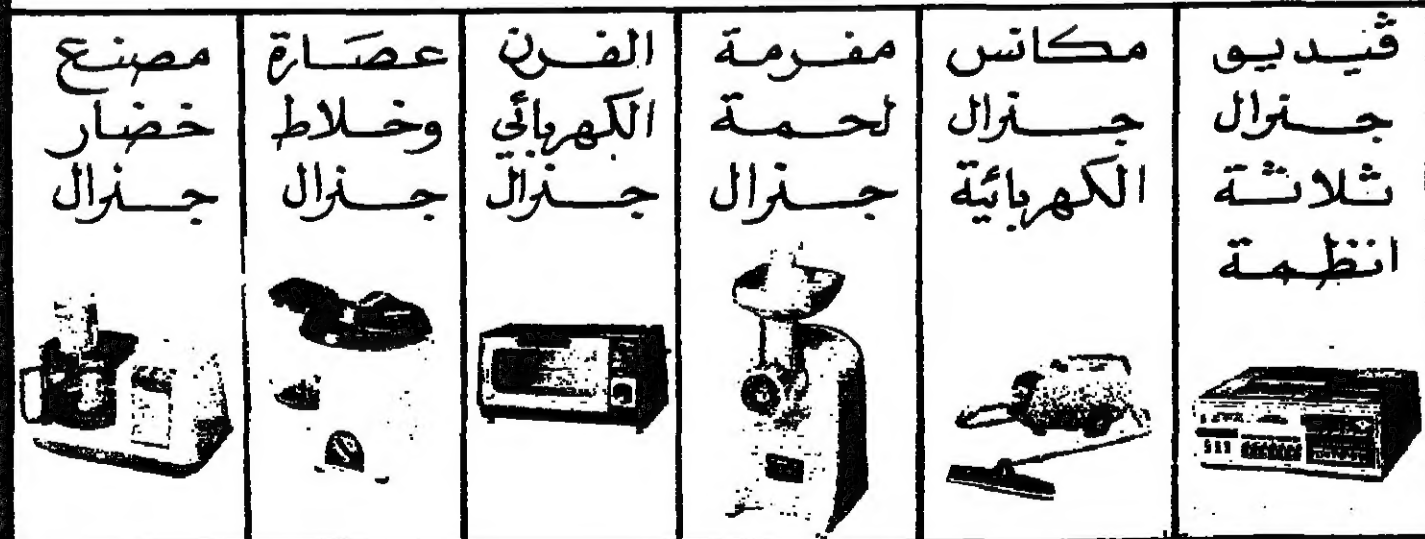 ڤيديو
جنرال
ثلاثة
انظمة
مكانس
جنرال
الكهربائية
مفرمة
لحمة
جنرال
الفرن
الكهربائي
جنرال
عصارة
وخلاط
جنرال
مصنع
خضار
جنرال